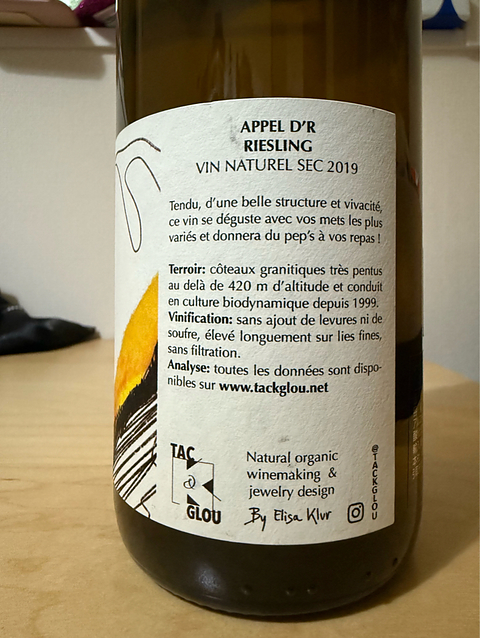 APPEL D'R
RIESLING
VIN NATUREL SEC 2019
Tendu, d'une belle structure et vivacité,
ce vin se déguste avec vos mets les plus
variés et donnera du pep's à vos repas !
Terroir: côteaux granitiques très pentus
au delà de 420 m d'altitude et conduit
en culture biodynamique depuis 1999.
Vinification: sans ajout de levures ni de
soufre, élevé longuement sur lies fines,
sans filtration.
Analyse: toutes les données sont dispo-
nibles sur www.tackglou.net
TAC
&
K
GLOU
Natural organic
winemaking &
jewelry design
By Elisa Klur
@TACKGLOU